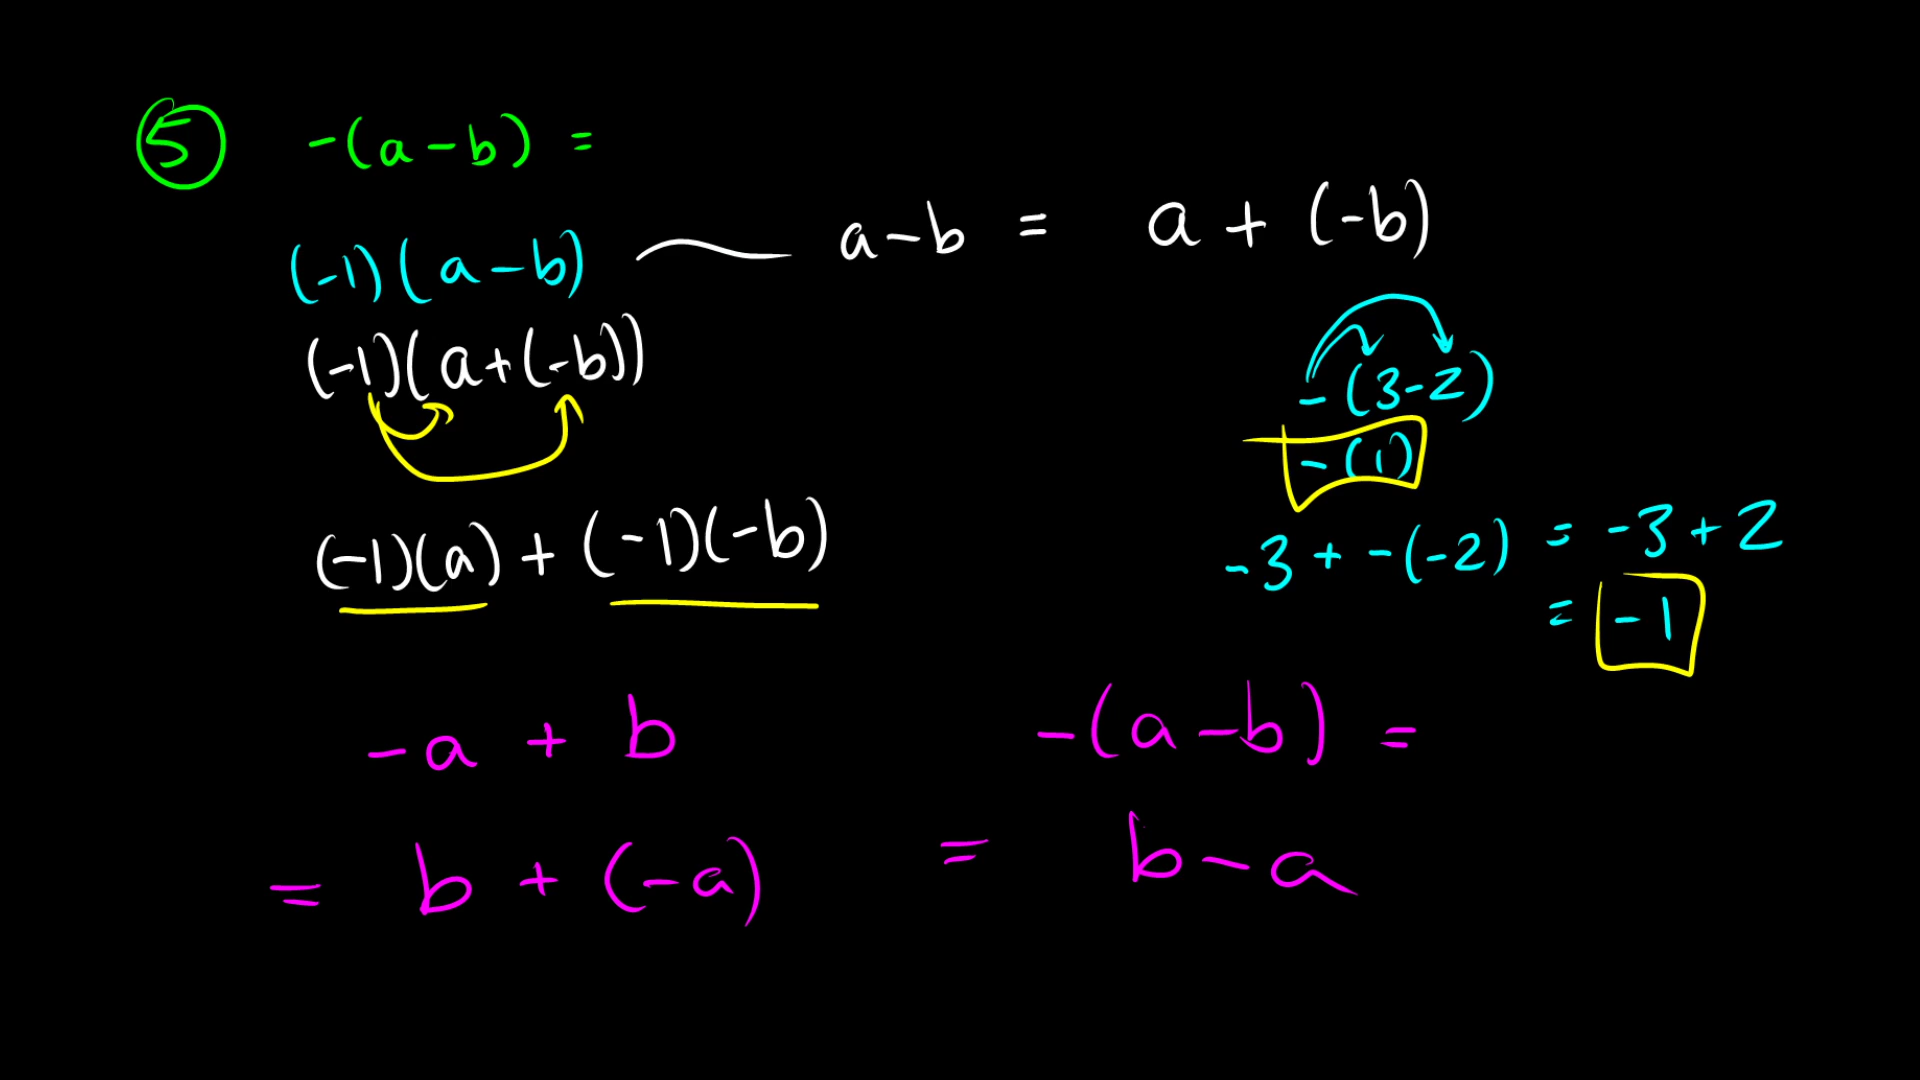 5 -(a-b) =
(-1)(a-b) a-b = a + (-b)
(-1)(a+(-b))
-(3-2)
-(1)
(-1)(a) + (-1)(-b)
-3 + -(-2) = -3+2
= -1
-a + b
-(a-b) =
= b + (-a) = b-a